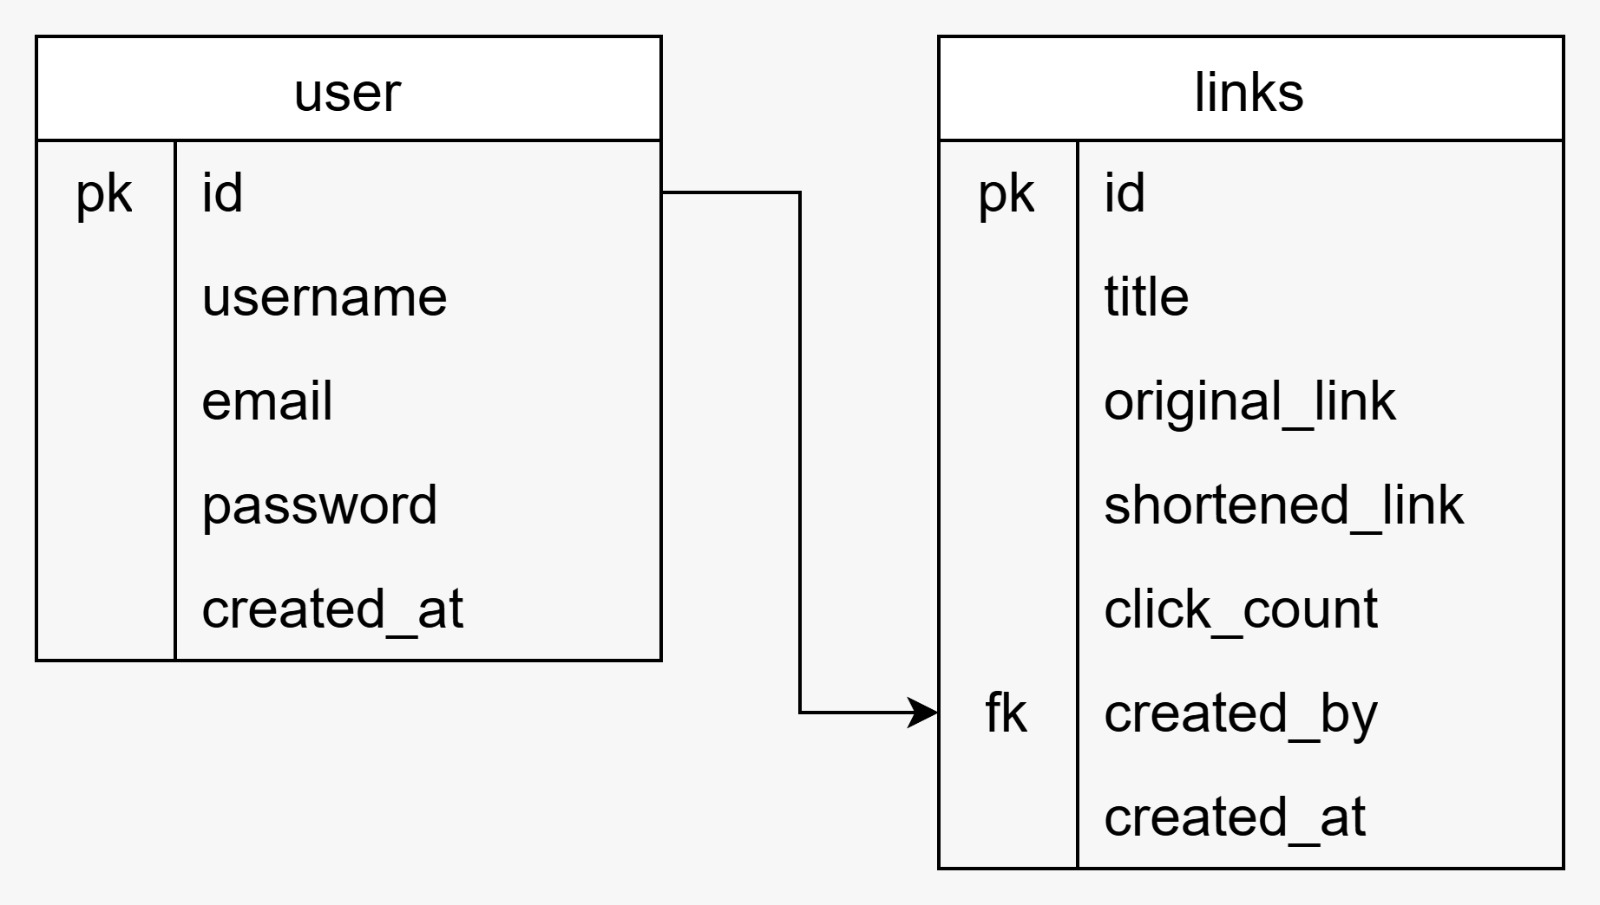 user
pk id
username
email
password
created_at
links
pk id
title
original_link
shortened_link
click_count
fk created_by
created_at